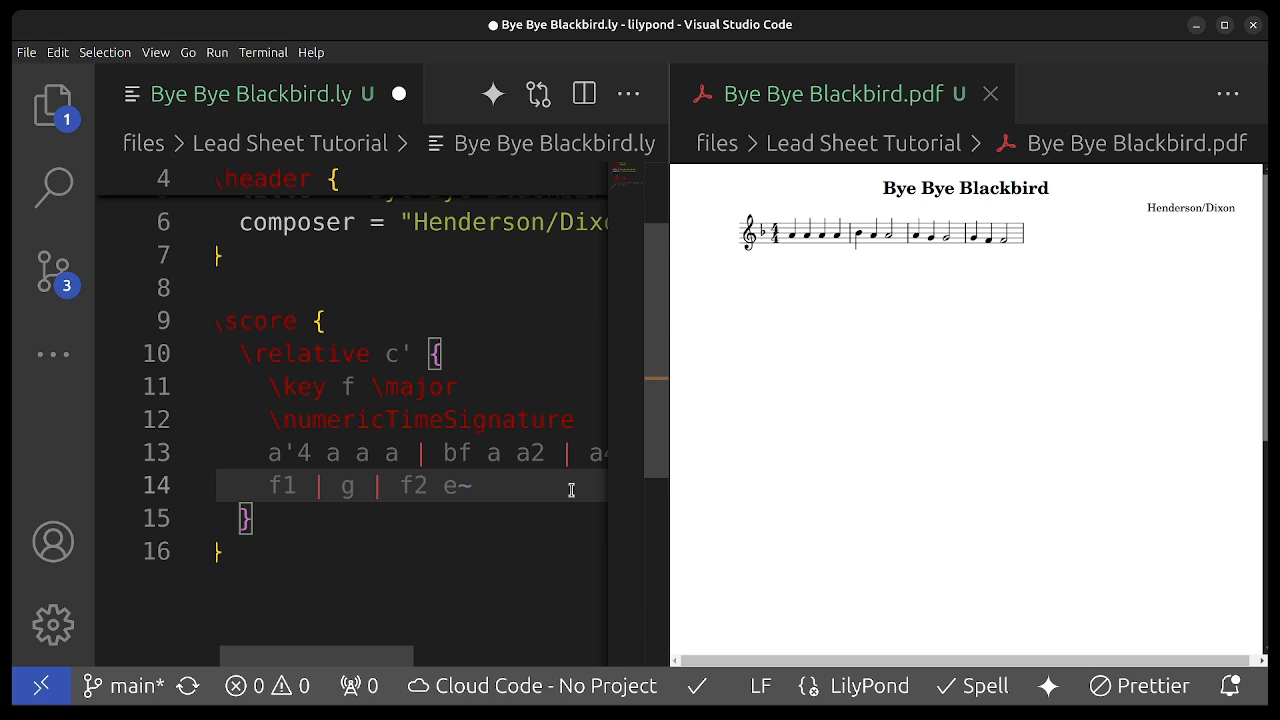 Bye Bye Blackbird.ly - lilypond - Visual Studio Code
File Edit Selection View Go Run Terminal Help
Bye Bye Blackbird.ly U
Bye Bye Blackbird.pdf U
files > Lead Sheet Tutorial > Bye Bye Blackbird.ly
files > Lead Sheet Tutorial > Bye Bye Blackbird.pdf
1
3
4 \header {
6 composer = "Henderson/Dix
7 }
8
9 \score {
10 \relative c' {
11 \key f \major
12 \numericTimeSignature
13 a'4 a a a | bf a a2 | a4
14 f1 | g | f2 e~
15 }
16 }
Bye Bye Blackbird
Henderson/Dixon
main* 0 0 0 Cloud Code - No Project LF LilyPond Spell Prettier